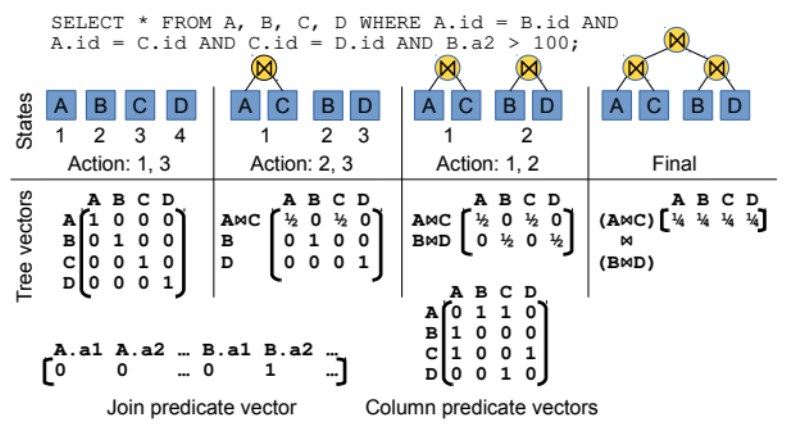 SELECT * FROM A, B, C, D WHERE A.id = B.id AND
A.id = C.id AND C.id = D.id AND B.a2 > 100;
⋈ ⋈ ⋈ ⋈
⋈ ⋈
States
A B C D
A C B D
A C B D
A C B D
1 2 3 4
1 2 3
1 2
Action: 1, 3
Action: 2, 3
Action: 1, 2
Final
Tree vectors
A B C D
A 1 0 0 0
B 0 1 0 0
C 0 0 1 0
D 0 0 0 1
A B C D
A⋈C ½ 0 ½ 0
B 0 1 0 0
D 0 0 0 1
A B C D
A⋈C ½ 0 ½ 0
B⋈D 0 ½ 0 ½
A B C D
(A⋈C) ¼ ¼ ¼ ¼
⋈
(B⋈D)
A.a1 A.a2 … B.a1 B.a2 …
0 0 … 0 1 …
Join predicate vector
A B C D
A 0 1 1 0
B 1 0 0 0
C 1 0 0 1
D 0 0 1 0
Column predicate vectors